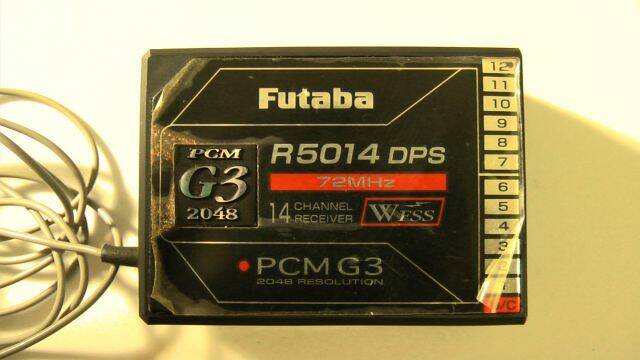 Futaba
PCM
G3
2048
R5014 DPS
72MHz
14 CHANNEL
RECEIVER
WESS
PCM G3
2048 RESOLUTION
12
11
10
9
8
7
6
5
4
3
/C